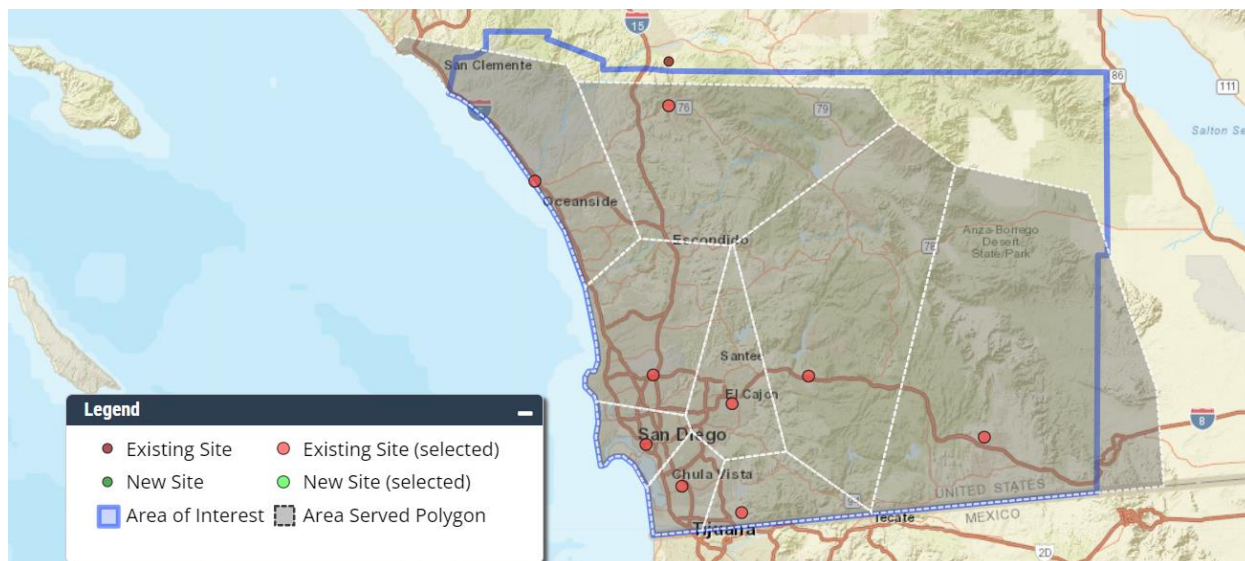 15
San Clemente
5
86
111
76
79
Salton Se
Oceanside
Escondido
78
Anza-Borrego
Desert
State/Park
Santee
El Cajon
8
San Diego
Chula Vista
94
UNITED STATES
MEXICO
Tecate
Tijuana
2D
Legend
Existing Site
Existing Site (selected)
New Site
New Site (selected)
Area of Interest
Area Served Polygon